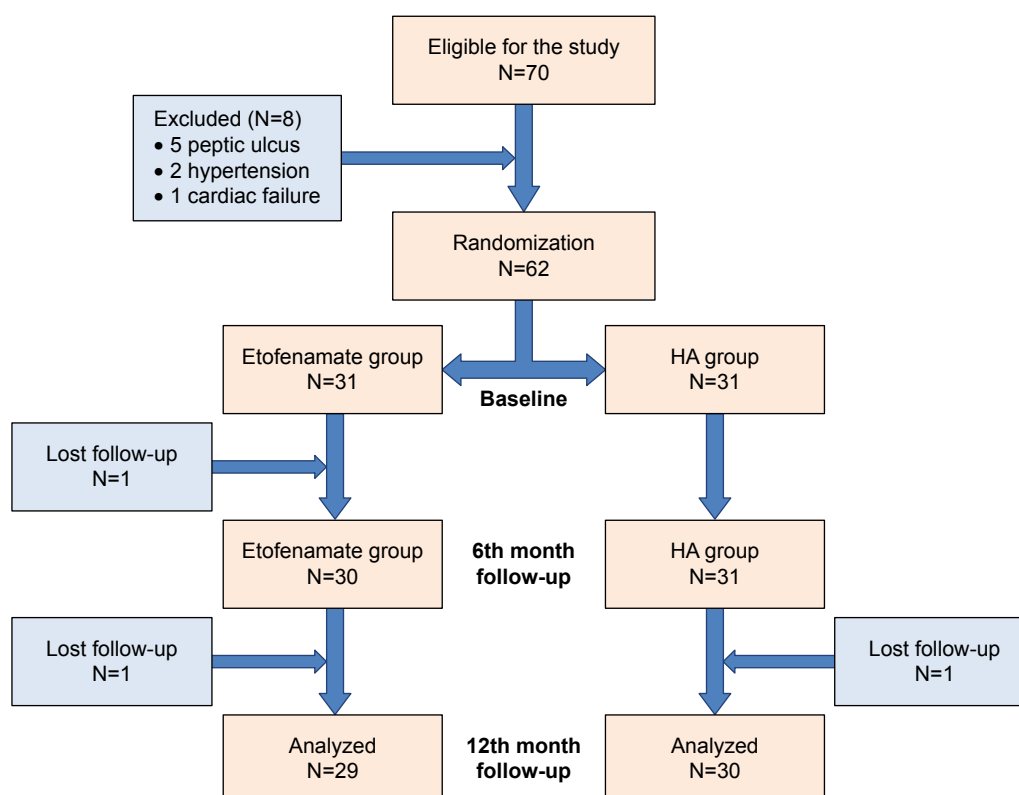 Eligible for the study
N=70
Excluded (N=8)
• 5 peptic ulcus
• 2 hypertension
• 1 cardiac failure
Randomization
N=62
Etofenamate group
N=31
HA group
N=31
Baseline
Lost follow-up
N=1
Etofenamate group
N=30
6th month
follow-up
HA group
N=31
Lost follow-up
N=1
Lost follow-up
N=1
Analyzed
N=29
12th month
follow-up
Analyzed
N=30